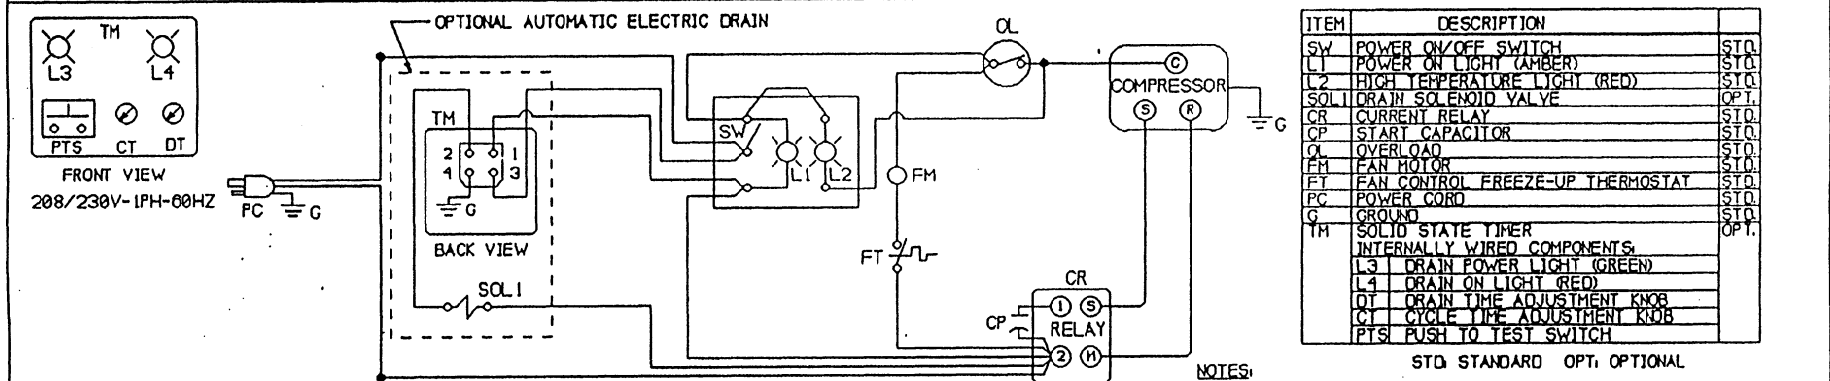 OPTIONAL AUTOMATIC ELECTRIC DRAIN
TM
L3 L4
PTS CT DT
FRONT VIEW
208/230V-1PH-60HZ
PC
G
TM
2 1
4 3
G
BACK VIEW
SOL1
SW
L1 L2
OL
FM
FT
C
COMPRESSOR
S R
G
CR
CP
1 S
RELAY
2 M
NOTES:
ITEM DESCRIPTION
SW POWER ON/OFF SWITCH STD.
L1 POWER ON LIGHT (AMBER) STD.
L2 HIGH TEMPERATURE LIGHT (RED) STD.
SOL1 DRAIN SOLENOID VALVE OPT.
CR CURRENT RELAY STD.
CP START CAPACITOR STD.
OL OVERLOAD STD.
FM FAN MOTOR STD.
FT FAN CONTROL FREEZE-UP THERMOSTAT STD.
PC POWER CORD STD.
G GROUND STD.
TM SOLID STATE TIMER OPT.
INTERNALLY WIRED COMPONENTS:
L3 DRAIN POWER LIGHT (GREEN)
L4 DRAIN ON LIGHT (RED)
DT DRAIN TIME ADJUSTMENT KNOB
CT CYCLE TIME ADJUSTMENT KNOB
PTS PUSH TO TEST SWITCH
STD: STANDARD OPT: OPTIONAL